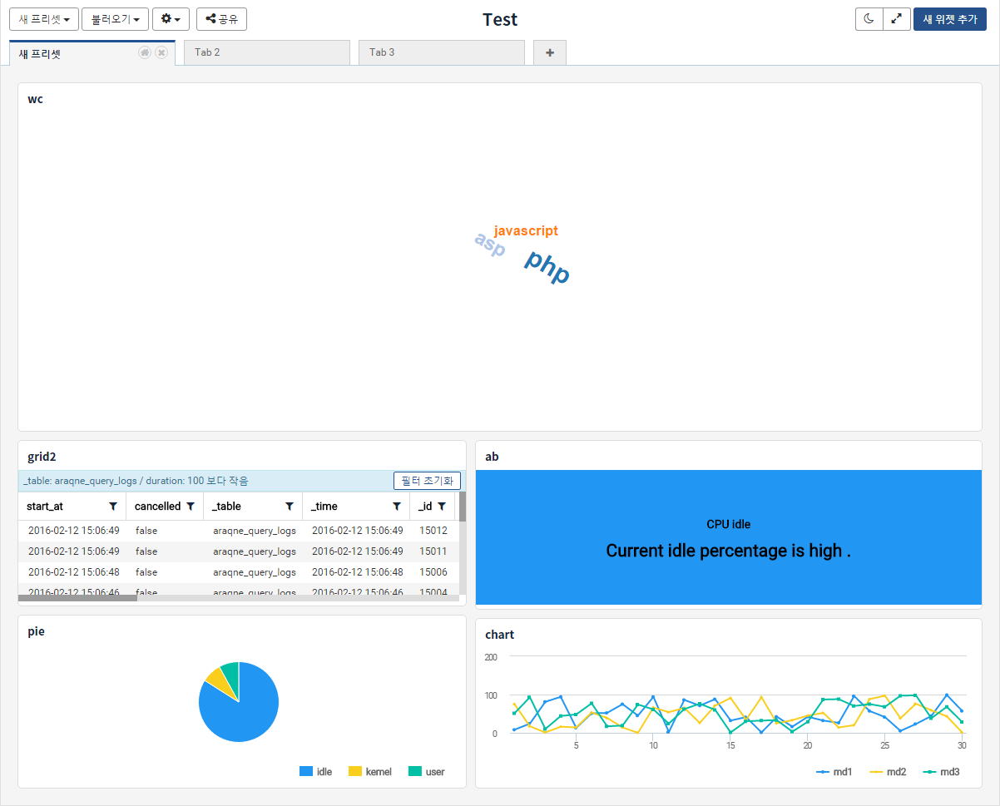 새 프리셋 불러오기 공유 Test 새 위젯 추가
새 프리셋 Tab 2 Tab 3 +
wc
javascript
asp
php
grid2
_table: araqne_query_logs / duration: 100 보다 작음 필터 초기화
start_at cancelled _table _time _id
2016-02-12 15:06:49 false araqne_query_logs 2016-02-12 15:06:49 15012
2016-02-12 15:06:49 false araqne_query_logs 2016-02-12 15:06:49 15011
2016-02-12 15:06:48 false araqne_query_logs 2016-02-12 15:06:48 15006
2016-02-12 15:06:46 false araqne_query_logs 2016-02-12 15:06:46 15004
ab
CPU idle
Current idle percentage is high .
pie
idle kernel user
chart
200
100
0
5 10 15 20 25 30
md1 md2 md3